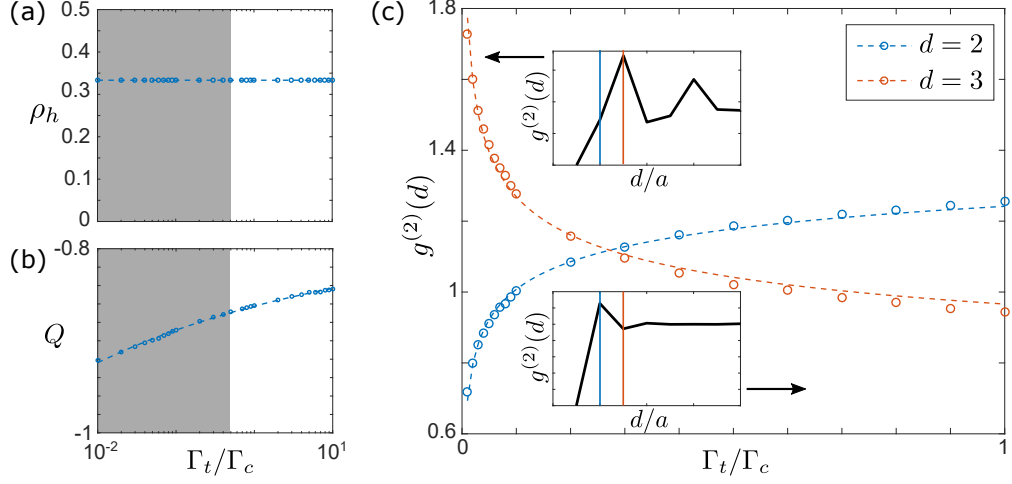 (a)
0.5
0.4
0.3
0.2
0.1
0
ρ_h
(b)
-0.8
Q
-1
10^-2
10^1
Γ_t/Γ_c
(c)
1.8
1.4
1
0.6
g^(2)(d)
0
1
Γ_t/Γ_c
d = 2
d = 3
g^(2)(d)
d/a
g^(2)(d)
d/a